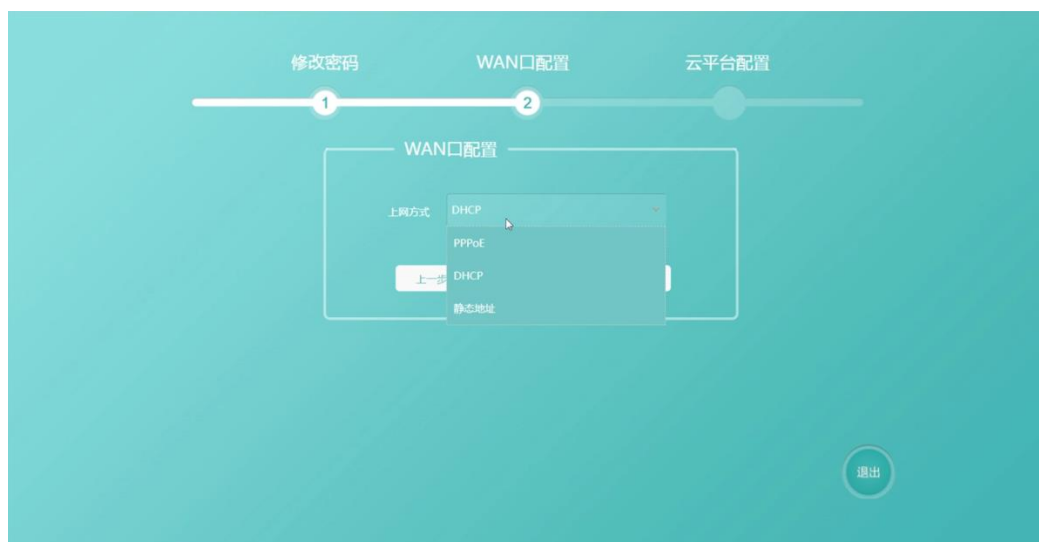 修改密码
WAN口配置
云平台配置
1
2
WAN口配置
上网方式
DHCP
PPPoE
上一步
DHCP
静态地址
退出